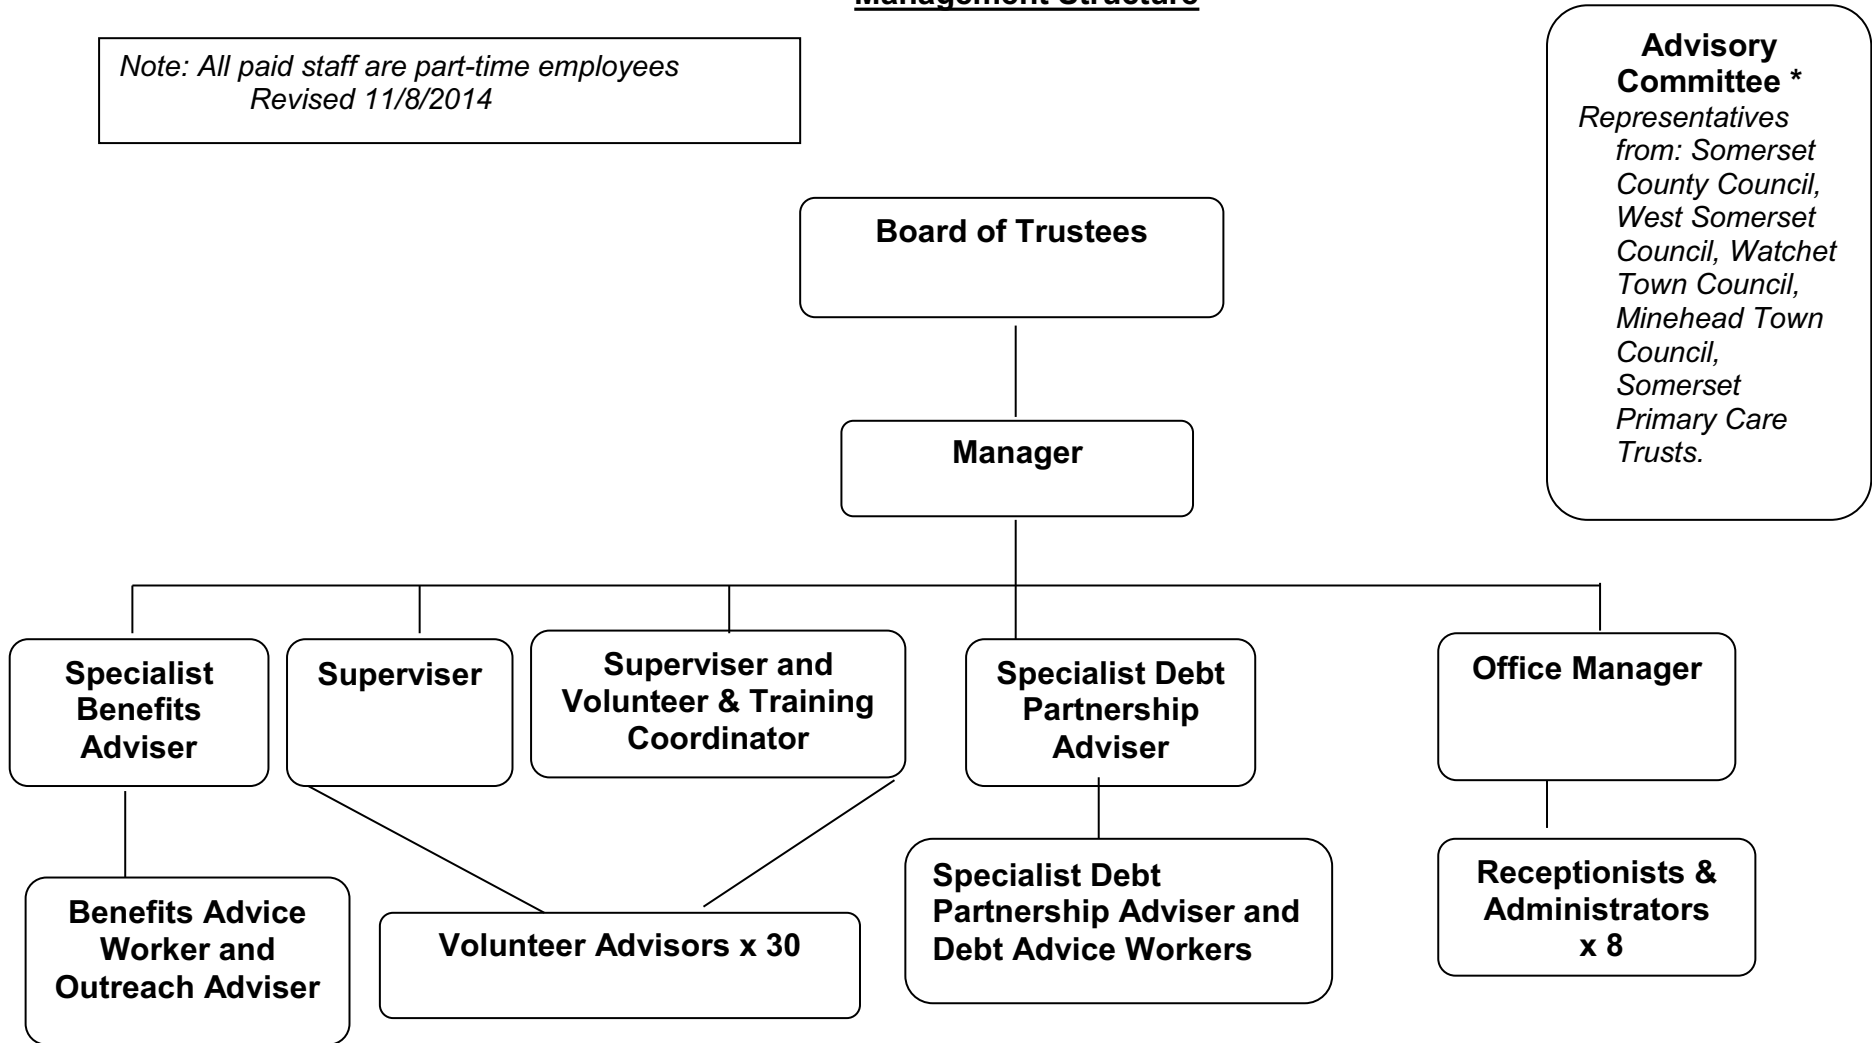 Management Structure
Note: All paid staff are part-time employees
Revised 11/8/2014
Advisory
Committee *
Representatives
from: Somerset
County Council,
West Somerset
Council, Watchet
Town Council,
Minehead Town
Council,
Somerset
Primary Care
Trusts.
Board of Trustees
Manager
Specialist
Benefits
Adviser
Superviser
Superviser and
Volunteer & Training
Coordinator
Specialist Debt
Partnership
Adviser
Office Manager
Benefits Advice
Worker and
Outreach Adviser
Volunteer Advisors x 30
Specialist Debt
Partnership Adviser and
Debt Advice Workers
Receptionists &
Administrators
x 8